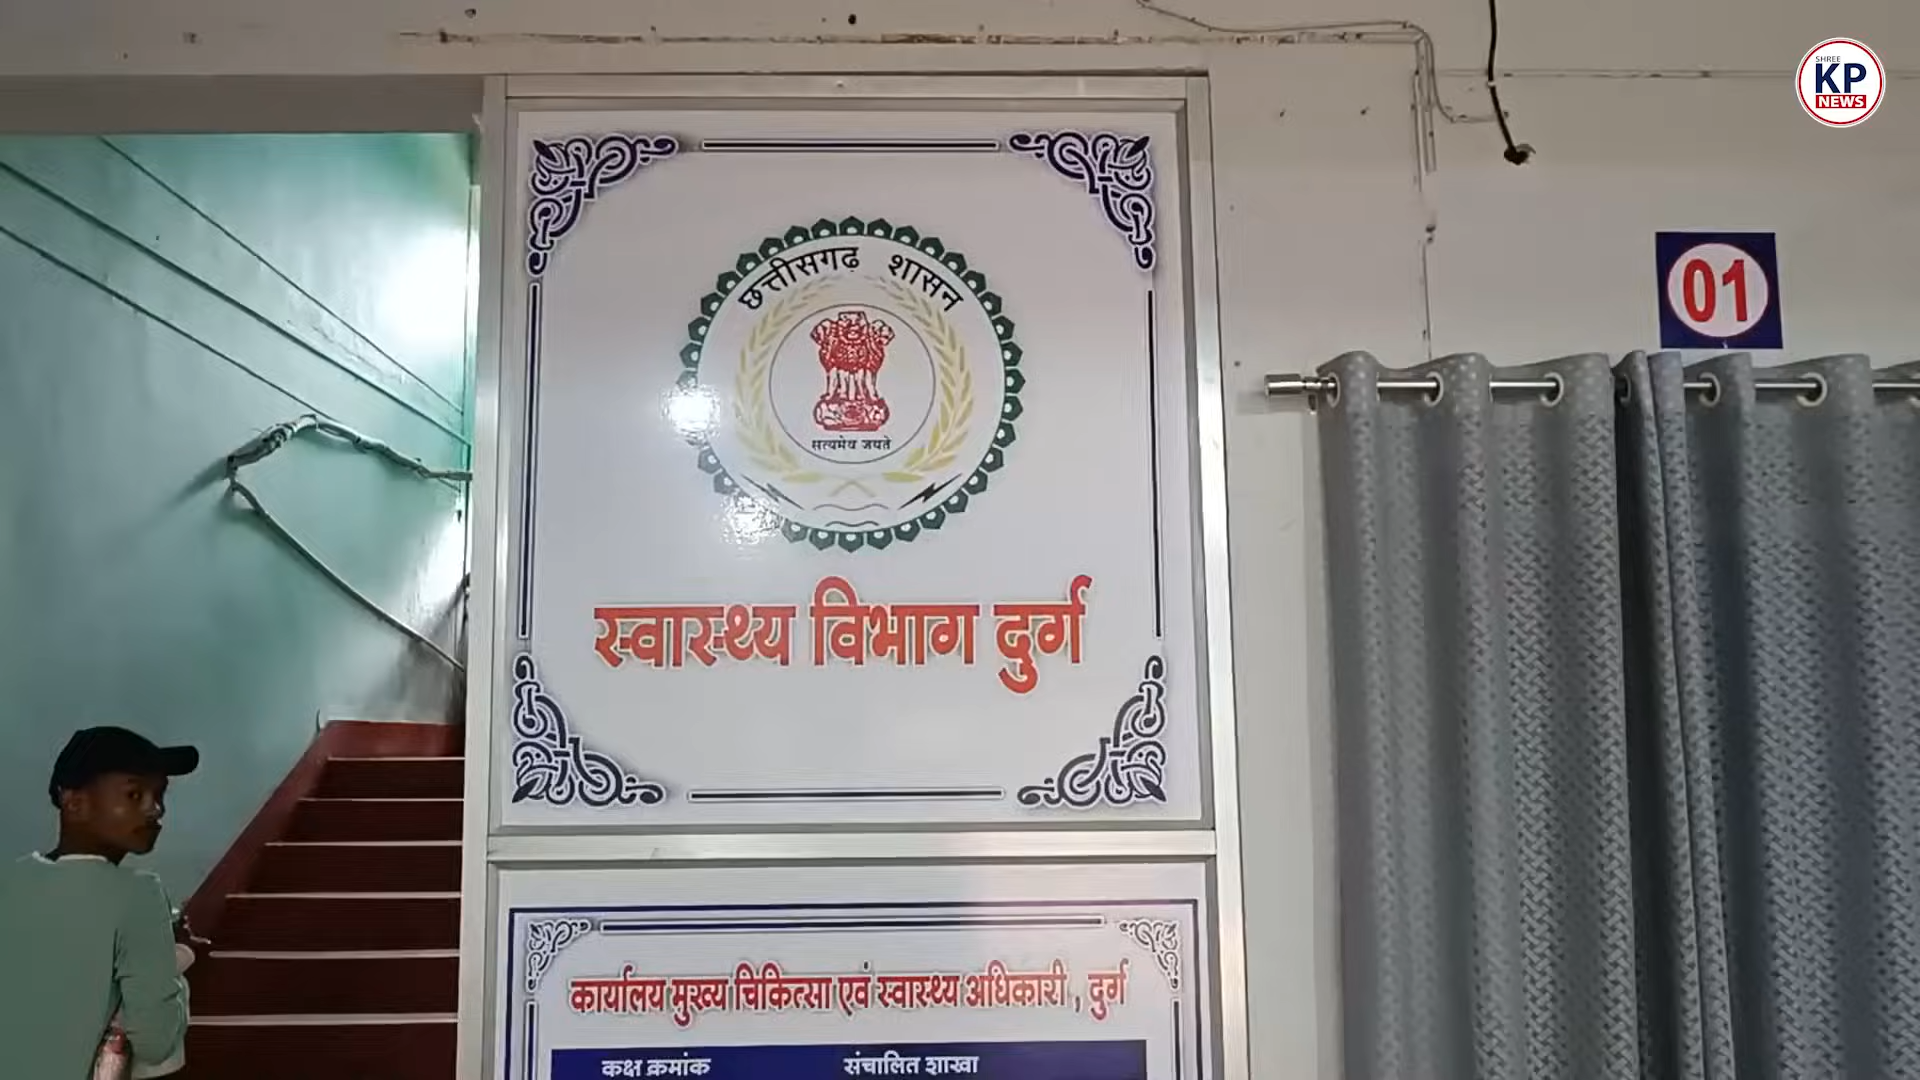 SHREE
KP
NEWS
छत्तीसगढ़ शासन
सत्यमेव जयते
स्वास्थ्य विभाग दुर्ग
01
कार्यालय मुख्य चिकित्सा एवं स्वास्थ्य अधिकारी , दुर्ग
कक्ष क्रमांक संचालित शाखा